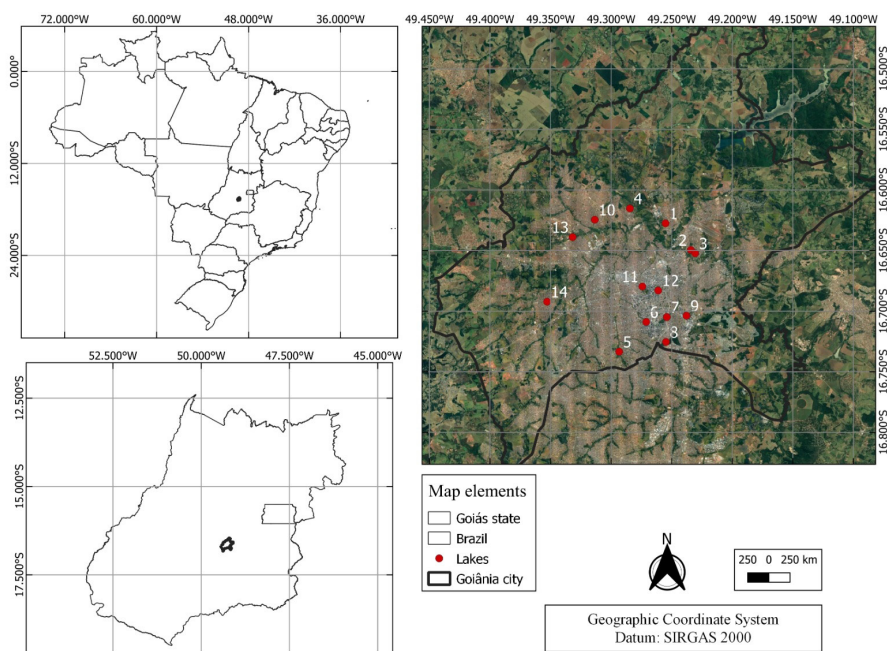 72.000°W 60.000°W 48.000°W 36.000°W
0.000°
12.000°S
24.000°S
49.450°W 49.400°W 49.350°W 49.300°W 49.250°W 49.200°W 49.150°W 49.100°W
16.500°S
16.550°S
16.600°S
16.650°S
16.700°S
16.750°S
16.800°S
4
10
1
13
2
3
11
12
14
7
9
6
8
5
52.500°W 50.000°W 47.500°W 45.000°W
12.500°S
15.000°S
17.500°S
Map elements
Goiás state
Brazil
Lakes
Goiânia city
N
250 0 250 km
Geographic Coordinate System
Datum: SIRGAS 2000